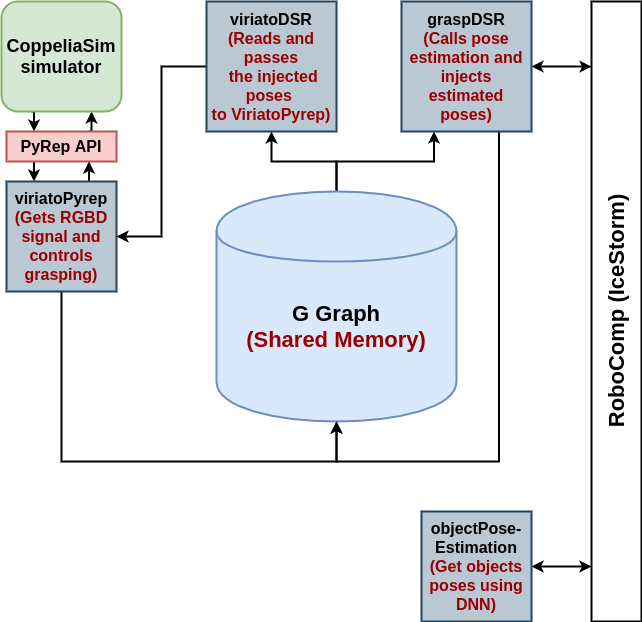 CoppeliaSim
simulator
PyRep API
viriatoPyrep
(Gets RGBD
signal and
controls
grasping)
viriatoDSR
(Reads and
passes
the injected
poses
to ViriatoPyrep)
graspDSR
(Calls pose
estimation and
injects
estimated
poses)
G Graph
(Shared Memory)
objectPose-
Estimation
(Get objects
poses using
DNN)
RoboComp (IceStorm)